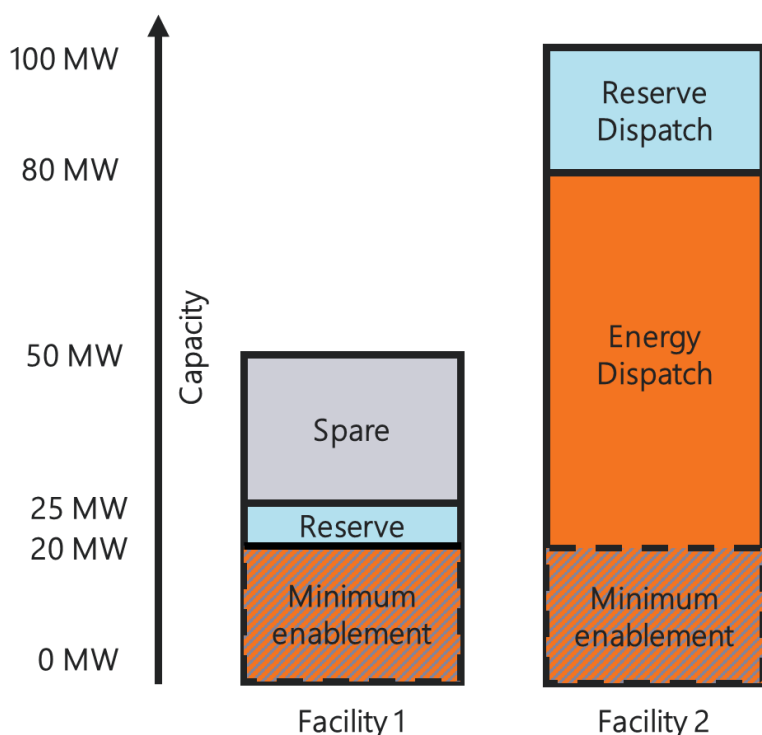 100 MW
80 MW
50 MW
25 MW
20 MW
0 MW
Capacity
Spare
Reserve
Minimum
enablement
Facility 1
Reserve
Dispatch
Energy
Dispatch
Minimum
enablement
Facility 2